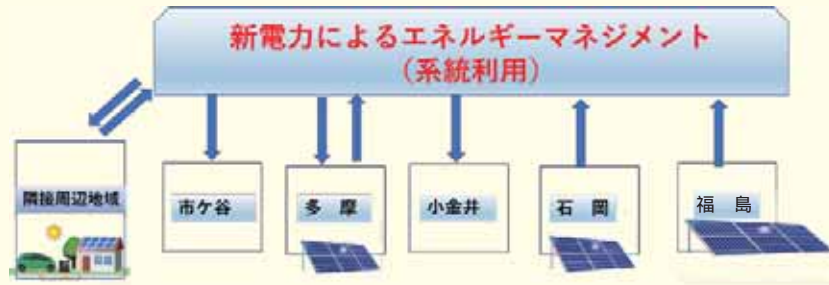 新電力によるエネルギーマネジメント
(系統利用)
隣接周辺地域
市ケ谷
多 摩
小金井
石 岡
福 島